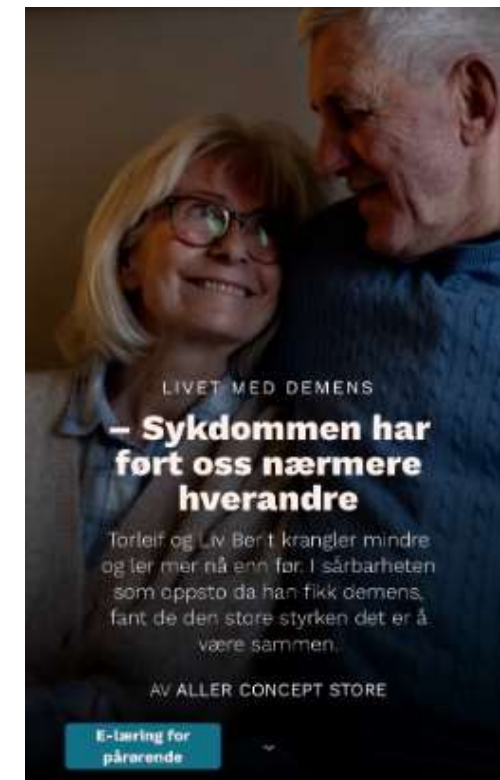 LIVET MED DEMENS
– Sykdommen har
ført oss nærmere
hverandre
Torleif og Liv Berit krangler mindre
og ler mer nå enn før. I sårbarheten
som oppsto da han fikk demens,
fant de den store styrken det er å
være sammen.
AV ALLER CONCEPT STORE
E-læring for
pårørende